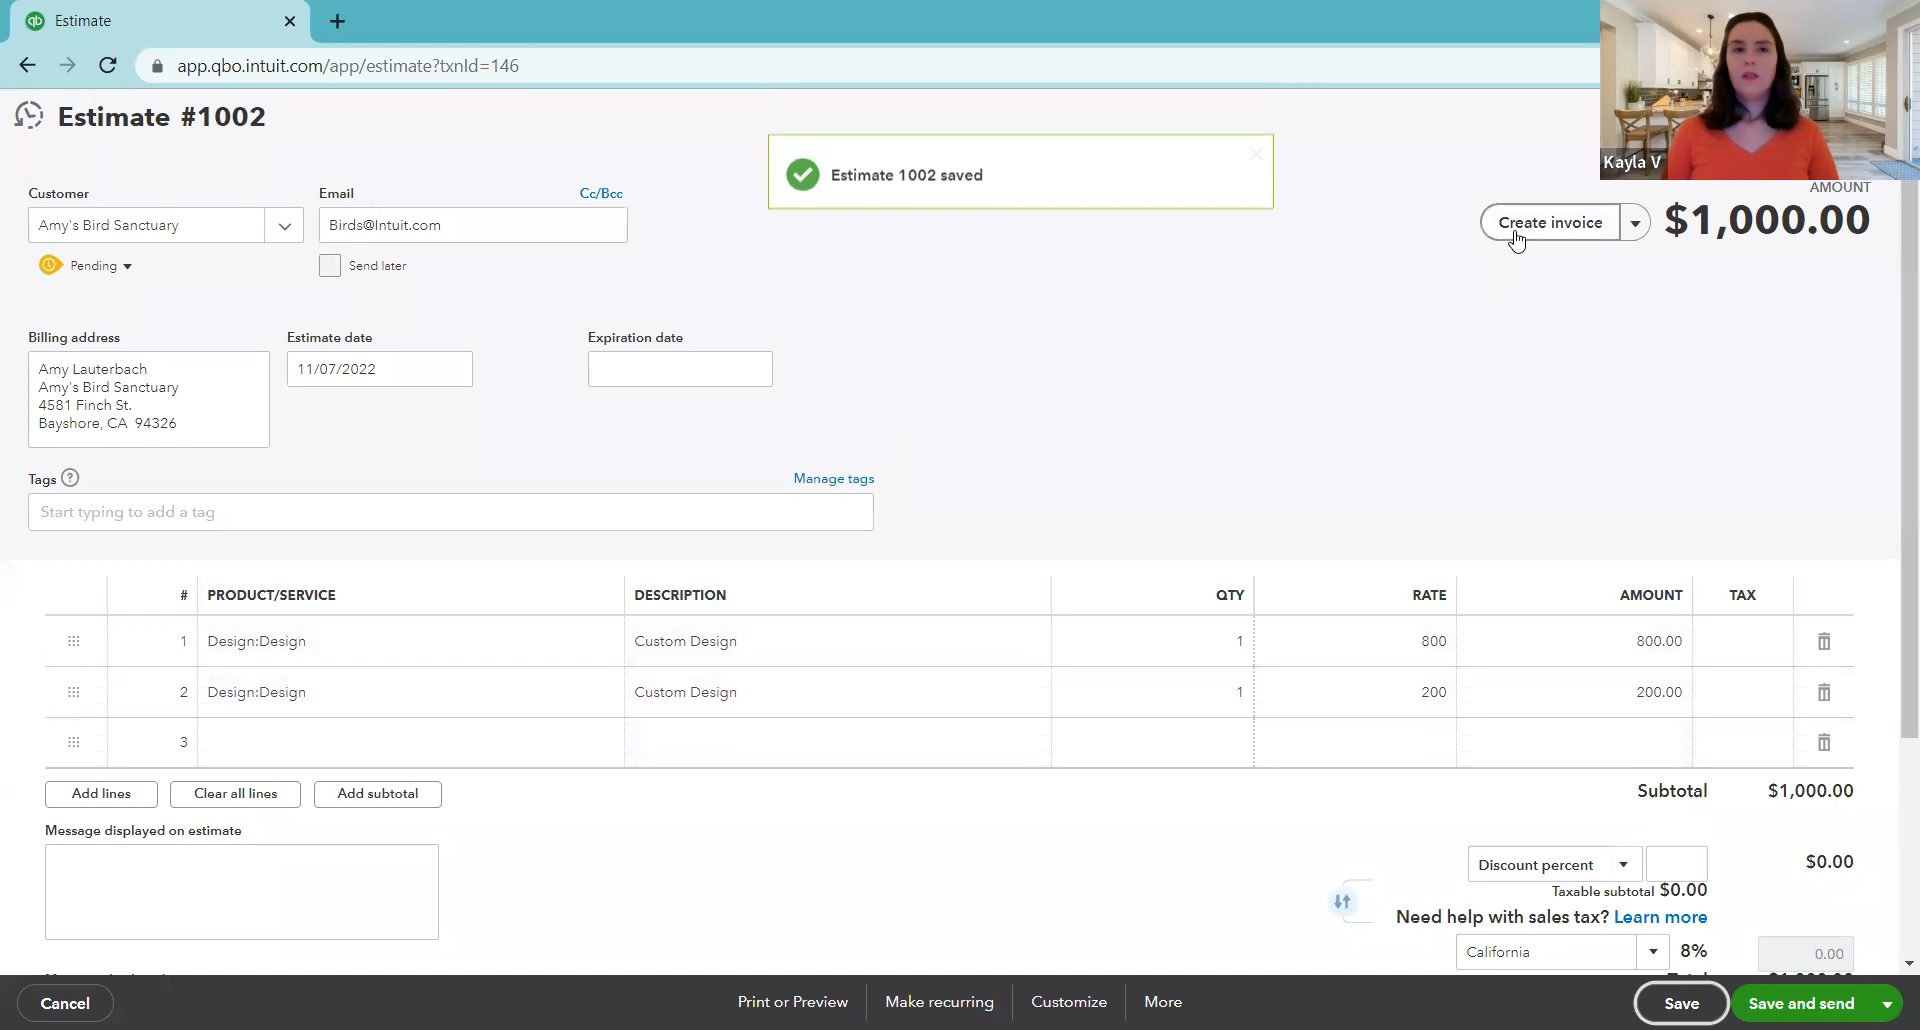 Estimate
app.qbo.intuit.com/app/estimate?txnId=146
Kayla V
Estimate #1002
Estimate 1002 saved
Customer
Email
Cc/Bcc
Amy's Bird Sanctuary
Birds@Intuit.com
Pending
Send later
AMOUNT
Create invoice
$1,000.00
Billing address
Estimate date
Expiration date
Amy Lauterbach
Amy's Bird Sanctuary
4581 Finch St.
Bayshore, CA 94326
11/07/2022
Tags ?
Manage tags
Start typing to add a tag
# PRODUCT/SERVICE DESCRIPTION QTY RATE AMOUNT TAX
1 Design:Design Custom Design 1 800 800.00
2 Design:Design Custom Design 1 200 200.00
3
Add lines Clear all lines Add subtotal
Subtotal $1,000.00
Message displayed on estimate
Discount percent $0.00
Taxable subtotal $0.00
Need help with sales tax? Learn more
California 8% 0.00
Cancel Print or Preview Make recurring Customize More Save Save and send